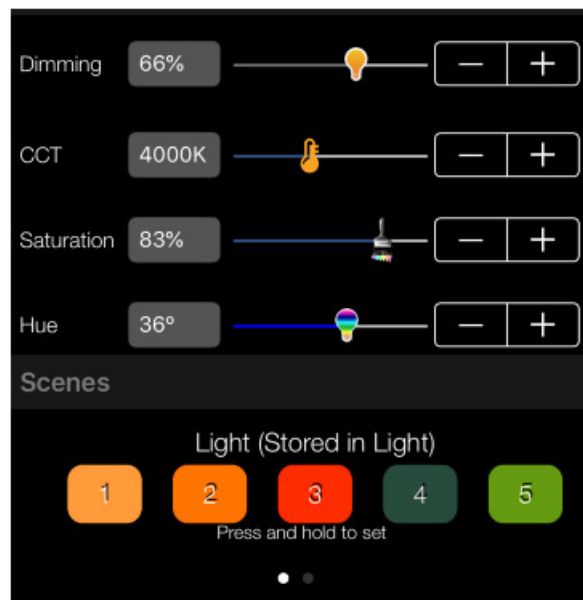 Dimming 66% − +
CCT 4000K − +
Saturation 83% − +
Hue 36º − +
Scenes
Light (Stored in Light)
1 2 3 4 5
Press and hold to set